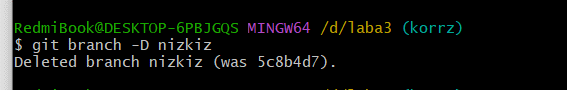 RedmiBook@DESKTOP-6PBJGQS MINGW64 /d/laba3 (korrz)
$ git branch -D nizkiz
Deleted branch nizkiz (was 5c8b4d7).